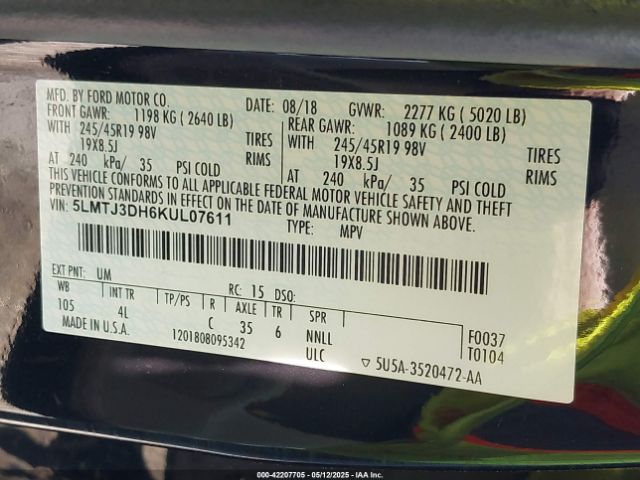 MFG. BY FORD MOTOR CO. DATE: 08/18 GVWR: 2277 KG ( 5020 LB)
FRONT GAWR: 1198 KG ( 2640 LB) REAR GAWR: 1089 KG ( 2400 LB)
WITH 245/45R19 98V TIRES WITH 245/45R19 98V TIRES
19X8.5J RIMS 19X8.5J RIMS
AT 240 kPa/ 35 PSI COLD AT 240 kPa/ 35 PSI COLD
THIS VEHICLE CONFORMS TO ALL APPLICABLE FEDERAL MOTOR VEHICLE SAFETY AND THEFT
PREVENTION STANDARDS IN EFFECT ON THE DATE OF MANUFACTURE SHOWN ABOVE.
VIN: 5LMTJ3DH6KUL07611 TYPE: MPV
EXT PNT: UM RC: 15 DSO:
WB INT TR TP/PS R AXLE TR SPR
105 4L C 35 6 NNLL F0037
ULC T0104
MADE IN U.S.A. 1201808095342 ▽ 5U5A-3520472-AA
000-42207705 - 05/12/2025 - IAA Inc.